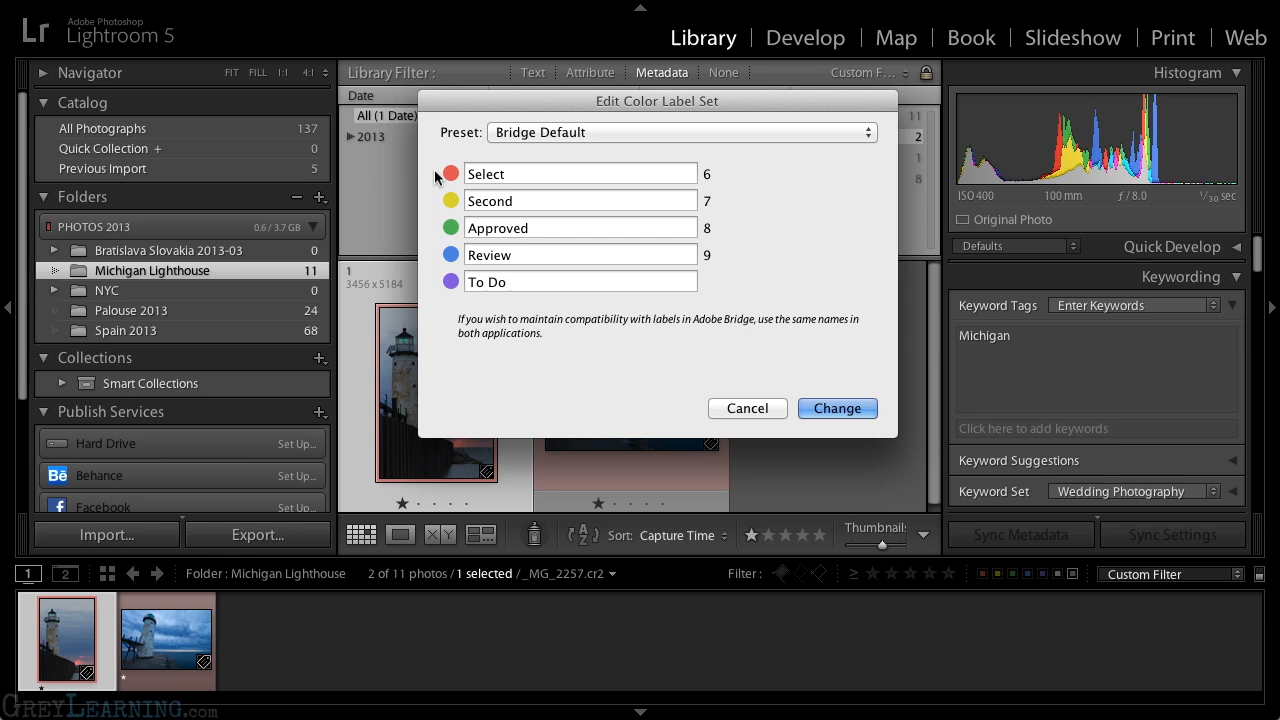 Lr
Adobe Photoshop
Lightroom 5
Library | Develop | Map | Book | Slideshow | Print | Web
Navigator FIT FILL 1:1 4:1
Library Filter : Text Attribute Metadata None Custom F...
Histogram
Date
Catalog
All Photographs 137
Quick Collection + 0
Previous Import 5
All (1 Date) 11
2013 2
1
8
Edit Color Label Set
Preset: Bridge Default
Select 6
Second 7
Approved 8
Review 9
To Do
If you wish to maintain compatibility with labels in Adobe Bridge, use the same names in
both applications.
Cancel Change
ISO 400 100 mm ƒ / 8.0 1/30 sec
Original Photo
Defaults Quick Develop
Keywording
Keyword Tags Enter Keywords
Michigan
Click here to add keywords
Keyword Suggestions
Keyword Set Wedding Photography
Sync Metadata Sync Settings
Folders
PHOTOS 2013 0.6 / 3.7 GB
Bratislava Slovakia 2013-03 0
Michigan Lighthouse 11
NYC 0
Palouse 2013 24
Spain 2013 68
Collections
Smart Collections
Publish Services
Hard Drive Set Up...
Bē Behance Set Up...
f Facebook Set Up...
Import... Export...
1
3456 x 5184
XY
Sort: Capture Time
Thumbnails
1 2 Folder : Michigan Lighthouse 2 of 11 photos / 1 selected / _MG_2257.cr2 Filter : ≥ Custom Filter
GreyLearning.com